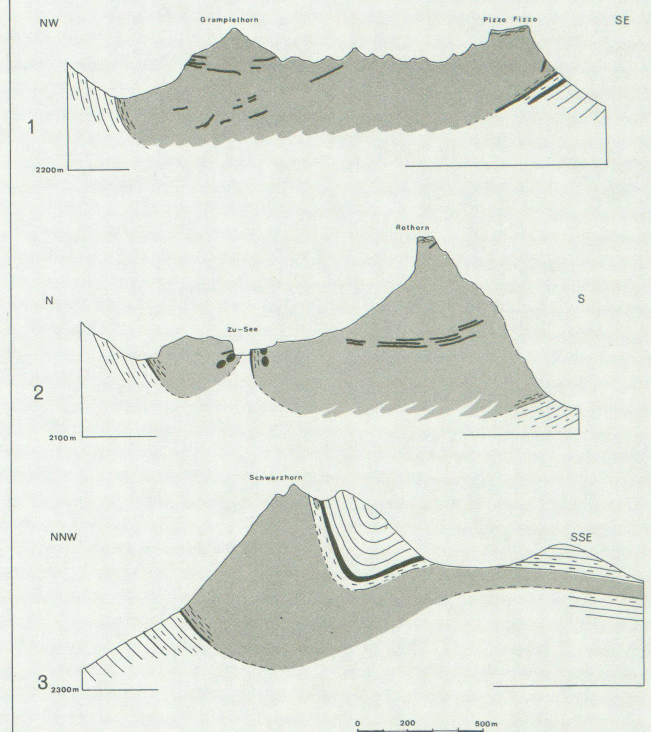 NW
Grampielhorn
Pizzo Fizzo
SE
1
2200m
Rothorn
N
S
Zu-See
2
2100m
Schwarzhorn
NNW
SSE
3
2300m
0 200 500m